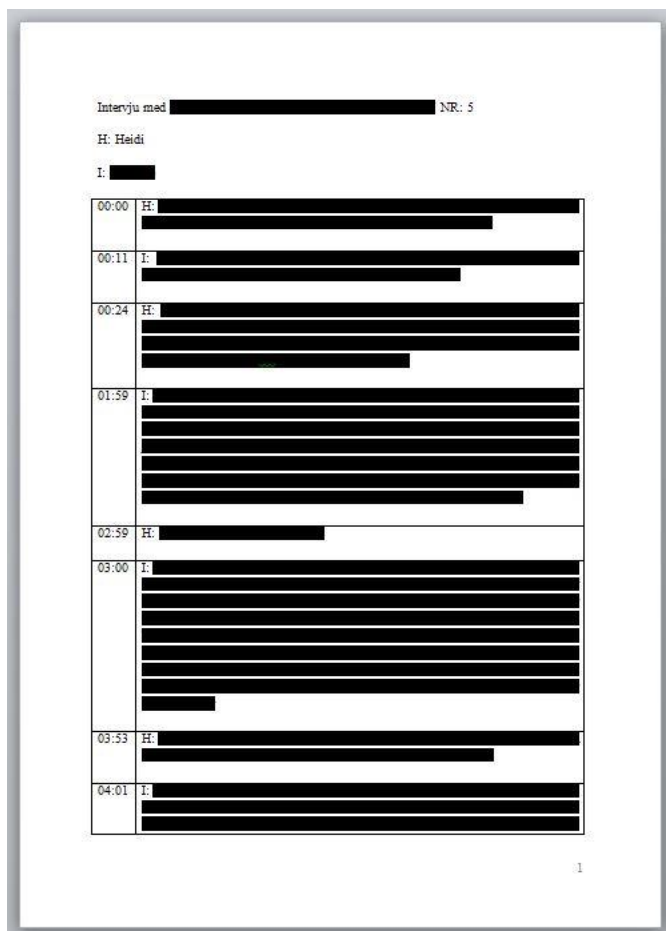 Intervju med NR: 5
H: Heidi
I:
00:00 H:
00:11 I:
00:24 H:
01:59 I:
02:59 H:
03:00 I:
03:53 H:
04:01 I:
1